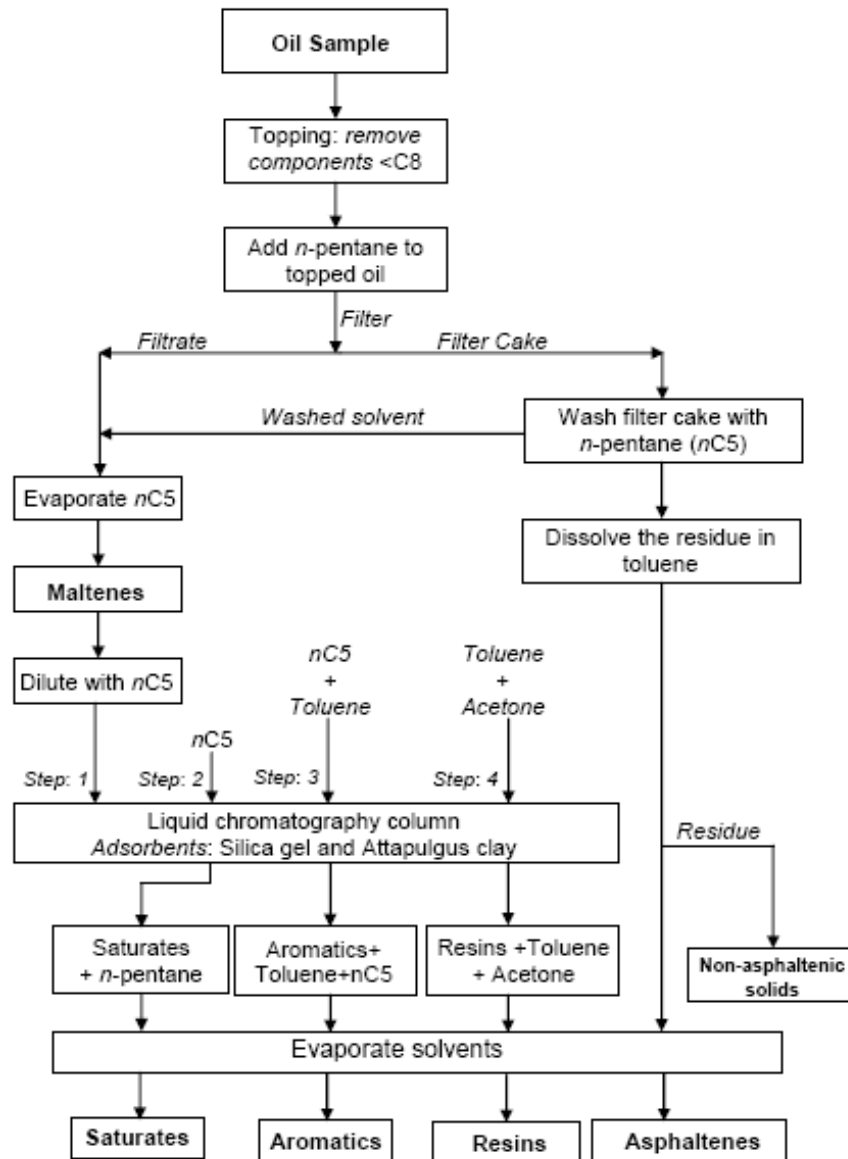 Oil Sample
Topping: remove
components <C8
Add n-pentane to
topped oil
Filter
Filtrate
Filter Cake
Washed solvent
Wash filter cake with
n-pentane (nC5)
Evaporate nC5
Dissolve the residue in
toluene
Maltenes
Dilute with nC5
nC5
+
Toluene
Toluene
+
Acetone
nC5
Step: 1
Step: 2
Step: 3
Step: 4
Liquid chromatography column
Adsorbents: Silica gel and Attapulgus clay
Residue
Saturates
+ n-pentane
Aromatics+
Toluene+nC5
Resins +Toluene
+ Acetone
Non-asphaltenic
solids
Evaporate solvents
Saturates
Aromatics
Resins
Asphaltenes